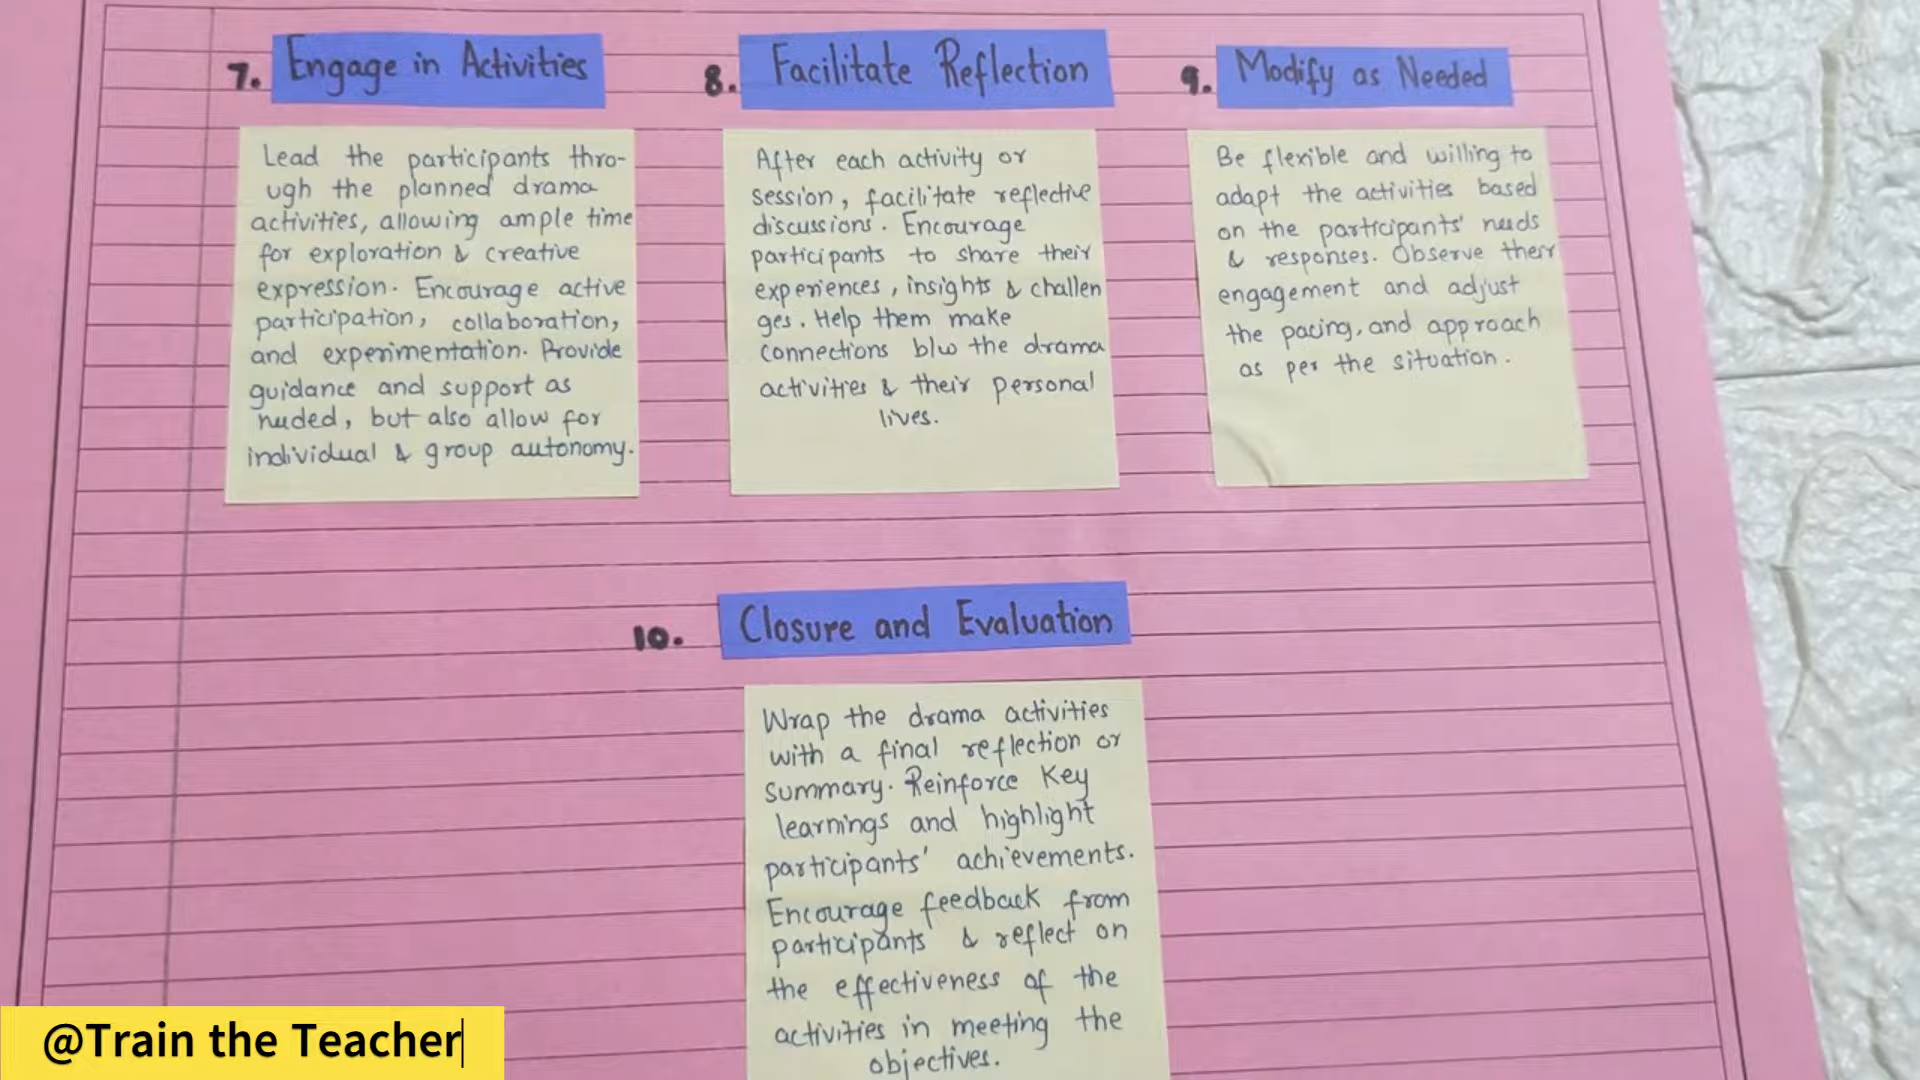 7. Engage in Activities
Lead the participants thro-
ugh the planned drama
activities, allowing ample time
for exploration & creative
expression. Encourage active
participation, collaboration,
and experimentation. Provide
guidance and support as
needed, but also allow for
individual & group autonomy.
8. Facilitate Reflection
After each activity or
session, facilitate reflective
discussions. Encourage
participants to share their
experiences, insights & challen
ges. Help them make
connections b/w the drama
activities & their personal
lives.
9. Modify as Needed
Be flexible and willing to
adapt the activities based
on the participants' needs
& responses. Observe their
engagement and adjust
the pacing, and approach
as per the situation.
10. Closure and Evaluation
Wrap the drama activities
with a final reflection or
summary. Reinforce Key
learnings and highlight
participants' achievements.
Encourage feedback from
participants & reflect on
the effectiveness of the
activities in meeting the
objectives.
@Train the Teacher